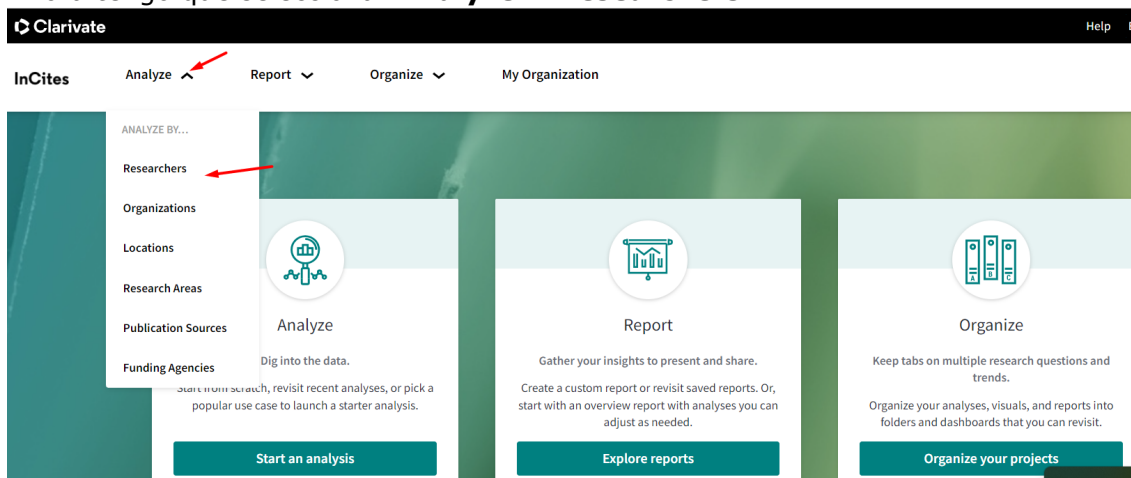 Clarivate
Help
InCites
Analyze
Report
Organize
My Organization
ANALYZE BY...
Researchers
Organizations
Locations
Research Areas
Publication Sources
Funding Agencies
Analyze
Dig into the data.
Start from scratch, revisit recent analyses, or pick a
popular use case to launch a starter analysis.
Start an analysis
Report
Gather your insights to present and share.
Create a custom report or revisit saved reports. Or,
start with an overview report with analyses you can
adjust as needed.
Explore reports
Organize
Keep tabs on multiple research questions and
trends.
Organize your analyses, visuals, and reports into
folders and dashboards that you can revisit.
Organize your projects
A
B
C